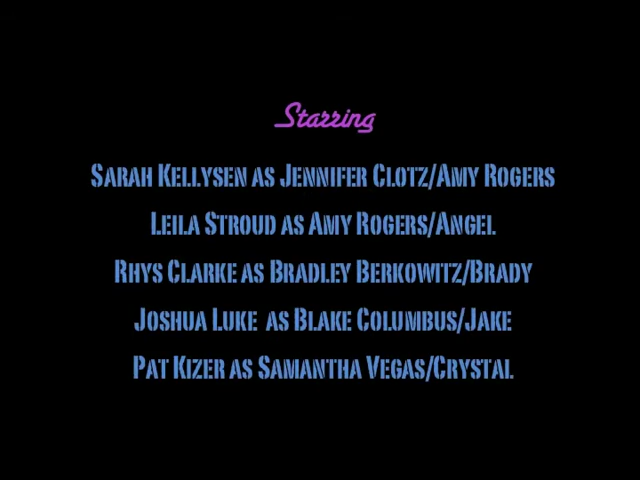 Starring
Sarah Kellysen as Jennifer Clotz/Amy Rogers
Leila Stroud as Amy Rogers/Angel
Rhys Clarke as Bradley Berkowitz/Brady
Joshua Luke as Blake Columbus/Jake
Pat Kizer as Samantha Vegas/Crystal